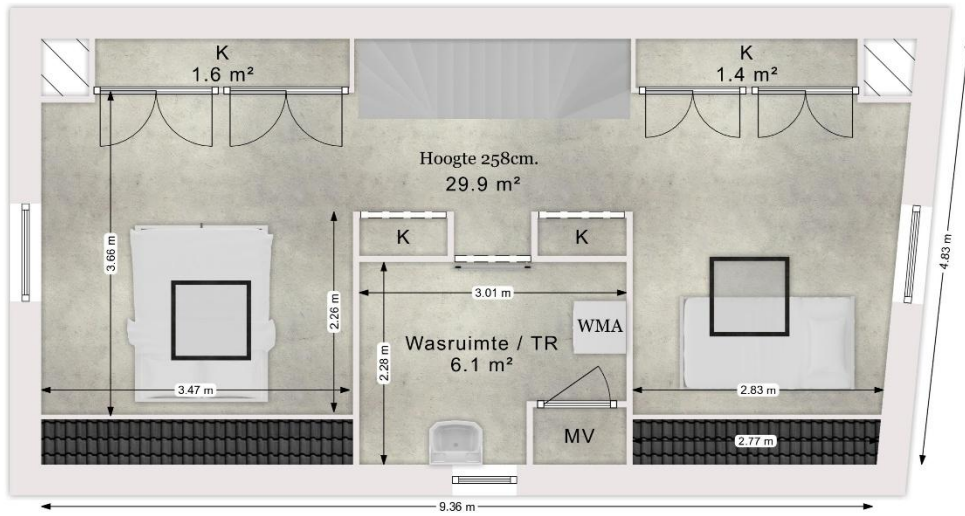 K
1.6 m²
K
1.4 m²
Hoogte 258cm.
29.9 m²
K
K
3.66 m
2.26 m
4.83 m
3.01 m
WMA
Wasruimte / TR
6.1 m²
2.28 m
3.47 m
2.83 m
MV
2.77 m
9.36 m